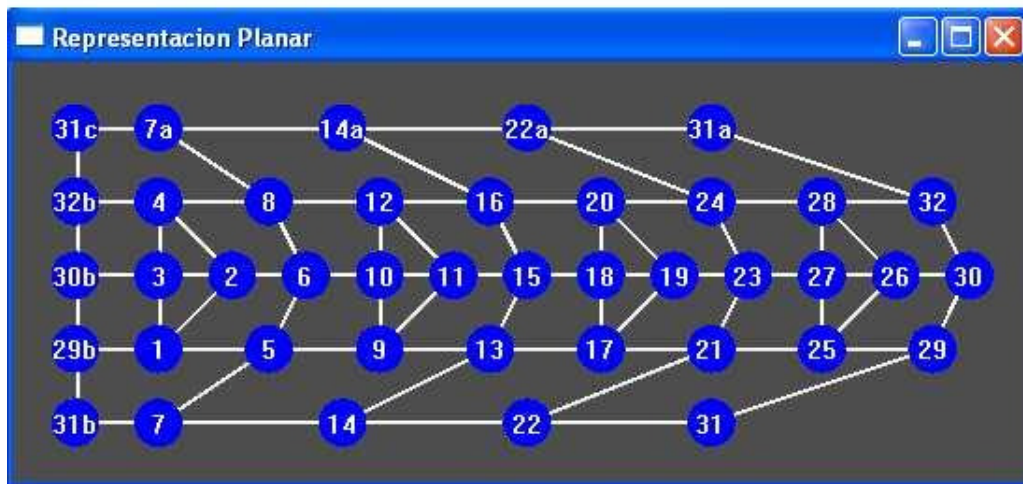 Representacion Planar
31c 7a 14a 22a 31a
32b 4 8 12 16 20 24 28 32
30b 3 2 6 10 11 15 18 19 23 27 26 30
29b 1 5 9 13 17 21 25 29
31b 7 14 22 31